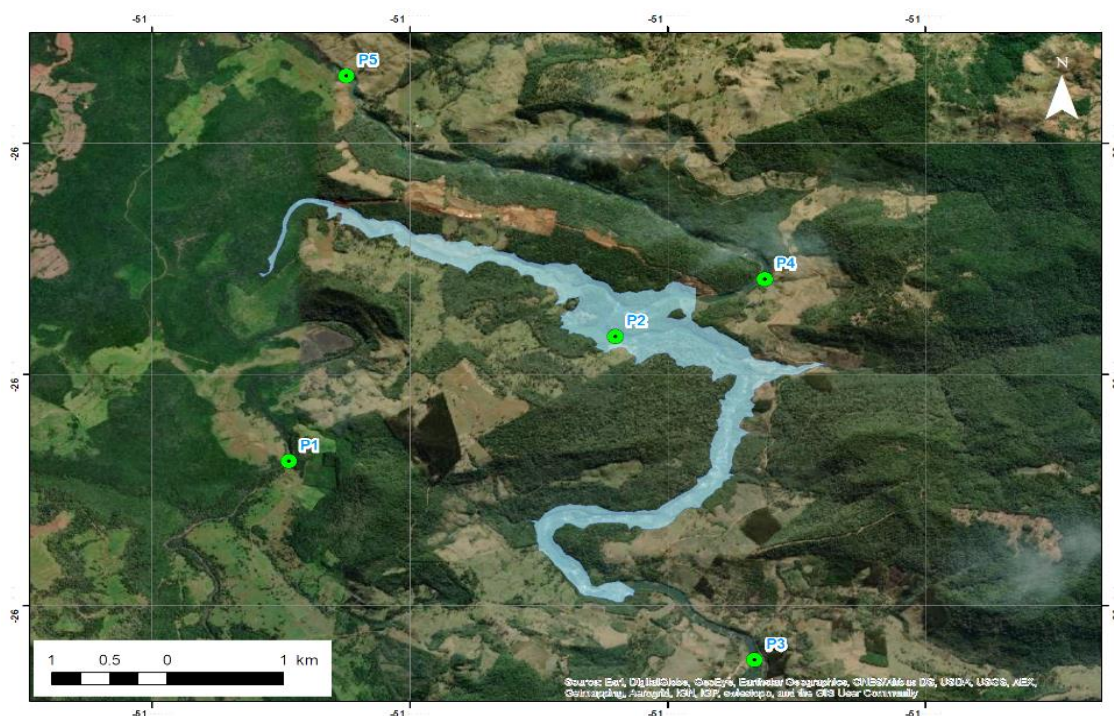 -51 -51 -51 -51
N
P5
-26 -26
P4
P2
-26 -26
P1
-26 -26
P3
1 0.5 0 1 km
Source: Esri, DigitalGlobe, GeoEye, Earthstar Geographics, CNES/Airbus DS, USDA, USGS, AEX,
Getmapping, Aerogrid, IGN, IGP, swisstopo, and the GIS User Community
-51 -51 -51 -51